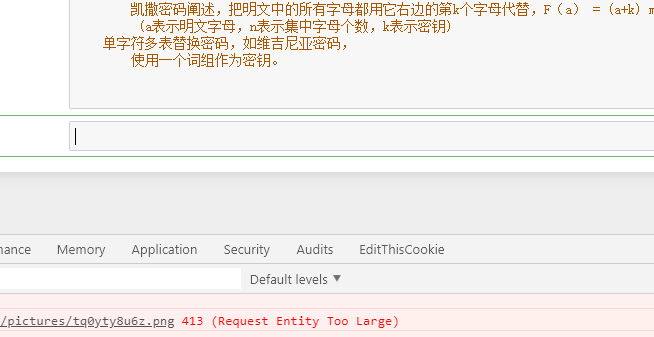 凯撒密码阐述，把明文中的所有字母都用它右边的第k个字母代替，F（a） =（a+k）m
（a表示明文字母，n表示集中字母个数，k表示密钥）
单字符多表替换密码，如维吉尼亚密码，
使用一个词组作为密钥。
nance Memory Application Security Audits EditThisCookie
Default levels ▼
/pictures/tq0yty8u6z.png 413 (Request Entity Too Large)